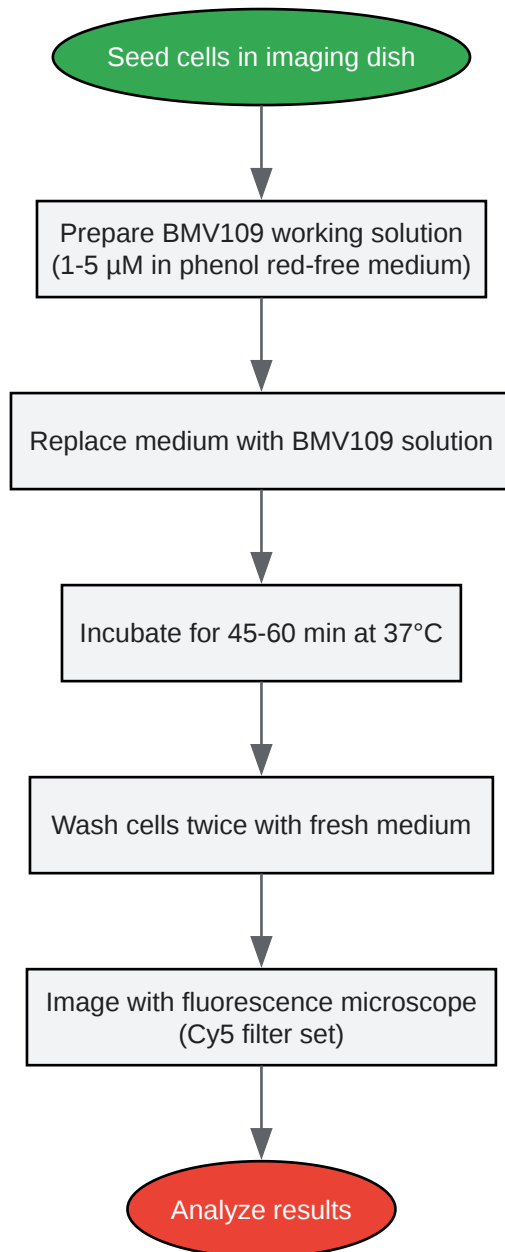 Seed cells in imaging dish
Prepare BMV109 working solution
(1-5 µM in phenol red-free medium)
Replace medium with BMV109 solution
Incubate for 45-60 min at 37°C
Wash cells twice with fresh medium
Image with fluorescence microscope
(Cy5 filter set)
Analyze results